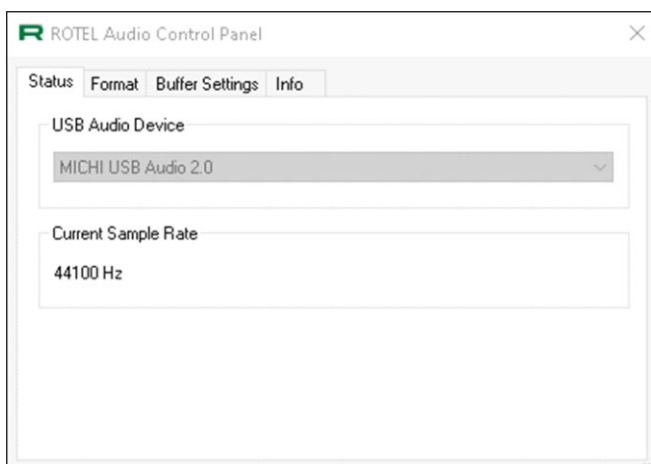 ROTEL Audio Control Panel
Status Format Buffer Settings Info
USB Audio Device
MICHI USB Audio 2.0
Current Sample Rate
44100 Hz